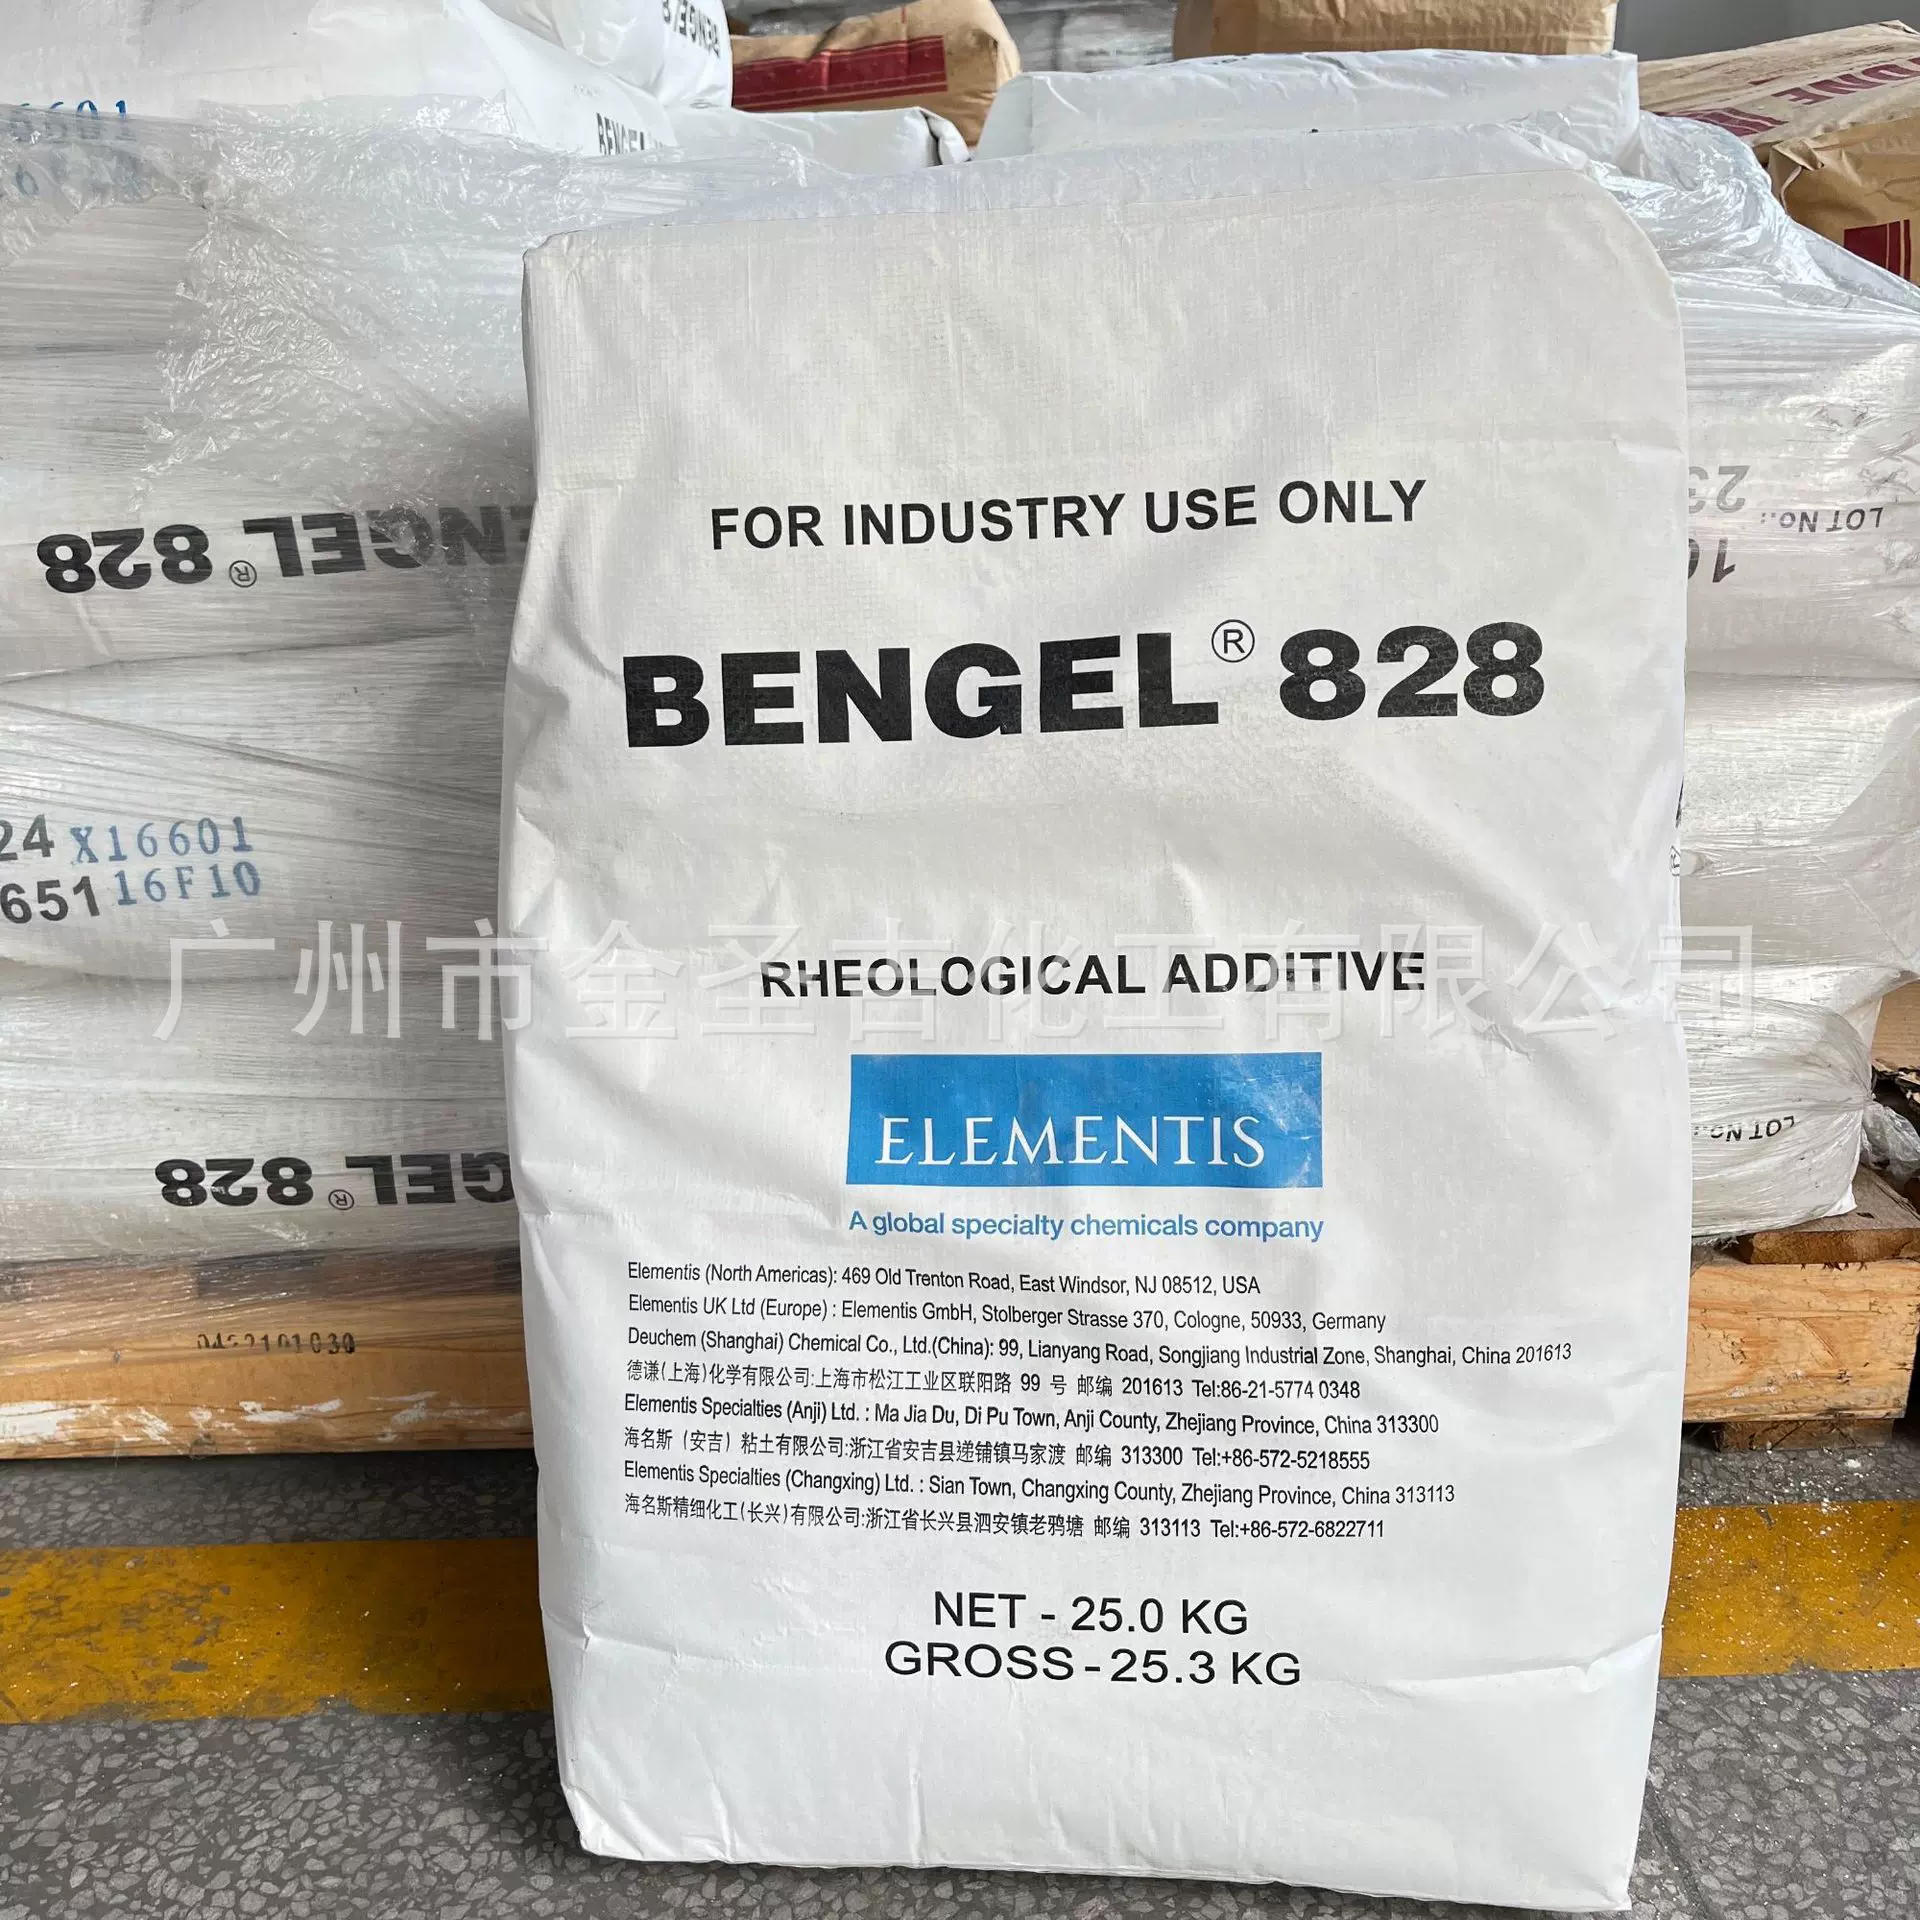 BENGEL 8
BENGEL
6601
FOR INDUSTRY USE ONLY
BENGEL® 828
BENGEL® 828
LOT NO.:
24 X16601
651 16F10
广州市金圣吉化工有限公司
RHEOLOGICAL ADDITIVE
ELEMENTIS
A global specialty chemicals company
GEL® 828
LOT NO.:
Elementis (North Americas): 469 Old Trenton Road, East Windsor, NJ 08512, USA
Elementis UK Ltd (Europe) : Elementis GmbH, Stolberger Strasse 370, Cologne, 50933, Germany
Deuchem (Shanghai) Chemical Co., Ltd.(China): 99, Lianyang Road, Songjiang Industrial Zone, Shanghai, China 201613
德谦(上海)化学有限公司:上海市松江工业区联阳路 99 号 邮编 201613 Tel:86-21-5774 0348
Elementis Specialties (Anji) Ltd. : Ma Jia Du, Di Pu Town, Anji County, Zhejiang Province, China 313300
海名斯（安吉）粘土有限公司:浙江省安吉县递铺镇马家渡 邮编 313300 Tel:+86-572-5218555
Elementis Specialties (Changxing) Ltd. : Sian Town, Changxing County, Zhejiang Province, China 313113
海名斯精细化工(长兴)有限公司:浙江省长兴县泗安镇老鸦塘 邮编 313113 Tel:+86-572-6822711
NET - 25.0 KG
GROSS - 25.3 KG